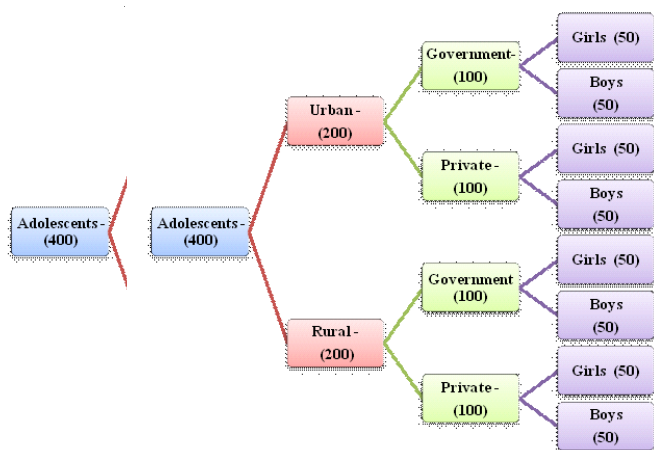 Adolescents -
(400)
Adolescents -
(400)
Urban -
(200)
Government-
(100)
Girls (50)
Boys
(50)
Private -
(100)
Girls (50)
Boys
(50)
Rural -
(200)
Government
(100)
Girls (50)
Boys
(50)
Private -
(100)
Girls (50)
Boys
(50)